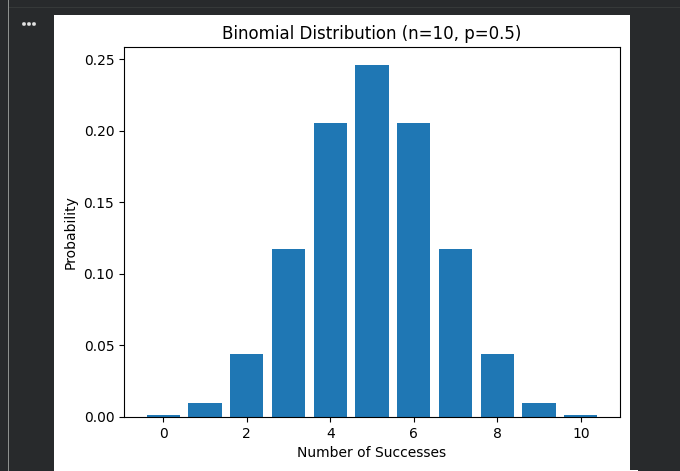 Binomial Distribution (n=10, p=0.5)
0.25
0.20
0.15
0.10
0.05
0.00
Probability
0 2 4 6 8 10
Number of Successes